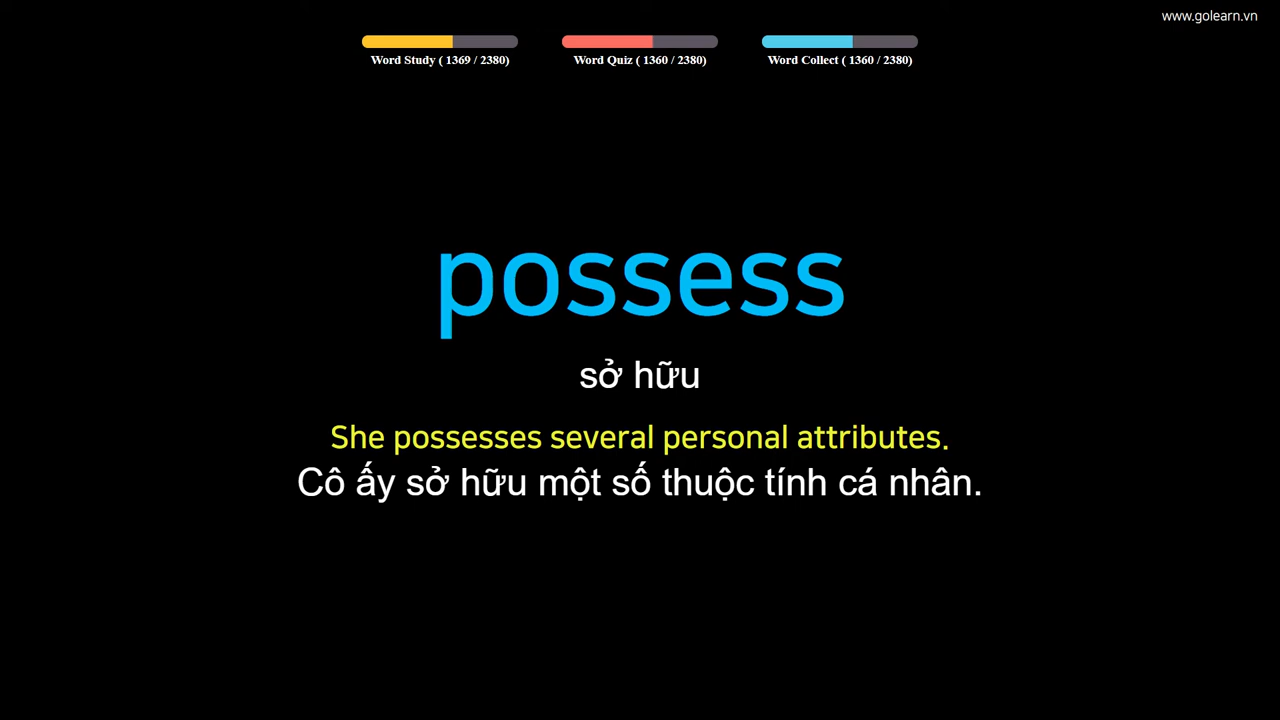 www.golearn.vn
Word Study ( 1369 / 2380) Word Quiz ( 1360 / 2380) Word Collect ( 1360 / 2380)
possess
sở hữu
She possesses several personal attributes.
Cô ấy sở hữu một số thuộc tính cá nhân.